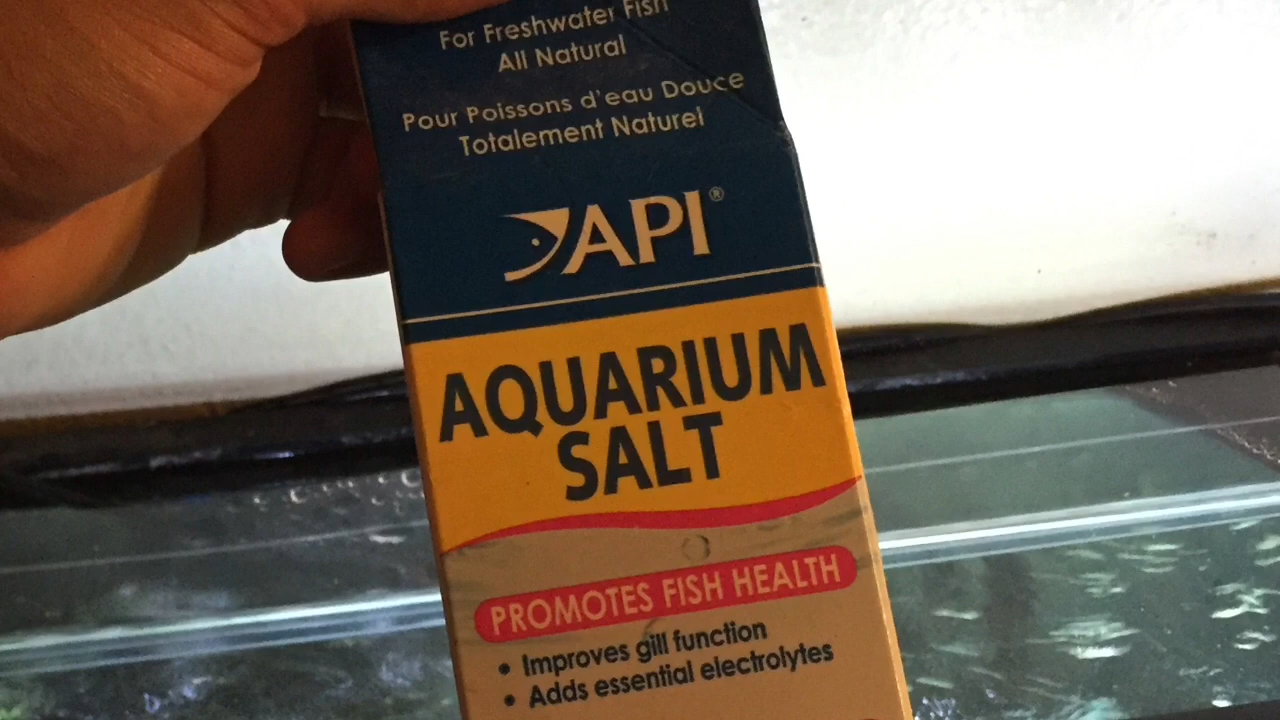 For Freshwater Fish
All Natural
Pour Poissons d'eau Douce
Totalement Naturel
API®
AQUARIUM
SALT
PROMOTES FISH HEALTH
• Improves gill function
• Adds essential electrolytes